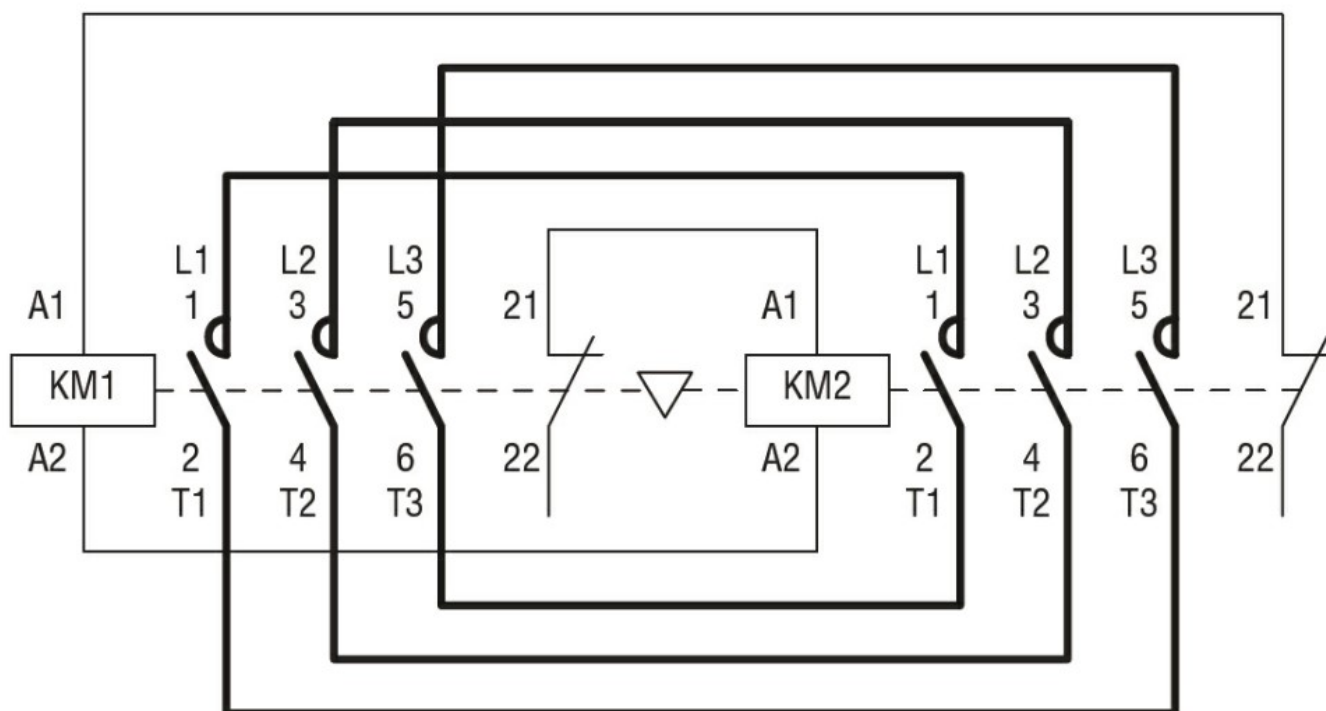 L1 L2 L3 L1 L2 L3
A1 1 3 5 21 A1 1 3 5 21
KM1 KM2
A2 2 4 6 22 A2 2 4 6 22
T1 T2 T3 T1 T2 T3